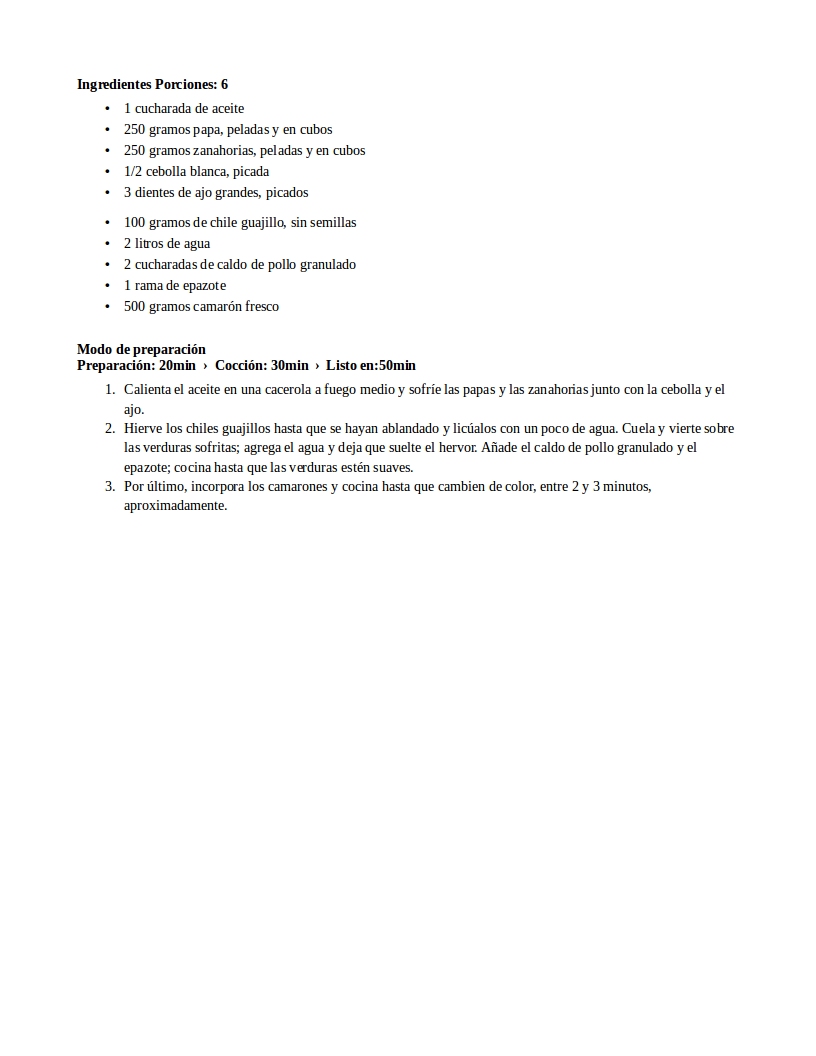 Ingredientes Porciones: 6
• 1 cucharada de aceite
• 250 gramos papa, peladas y en cubos
• 250 gramos zanahorias, peladas y en cubos
• 1/2 cebolla blanca, picada
• 3 dientes de ajo grandes, picados
• 100 gramos de chile guajillo, sin semillas
• 2 litros de agua
• 2 cucharadas de caldo de pollo granulado
• 1 rama de epazote
• 500 gramos camarón fresco
Modo de preparación
Preparación: 20min › Cocción: 30min › Listo en:50min
1. Calienta el aceite en una cacerola a fuego medio y sofríe las papas y las zanahorias junto con la cebolla y el
ajo.
2. Hierve los chiles guajillos hasta que se hayan ablandado y licúalos con un poco de agua. Cuela y vierte sobre
las verduras sofritas; agrega el agua y deja que suelte el hervor. Añade el caldo de pollo granulado y el
epazote; cocina hasta que las verduras estén suaves.
3. Por último, incorpora los camarones y cocina hasta que cambien de color, entre 2 y 3 minutos,
aproximadamente.